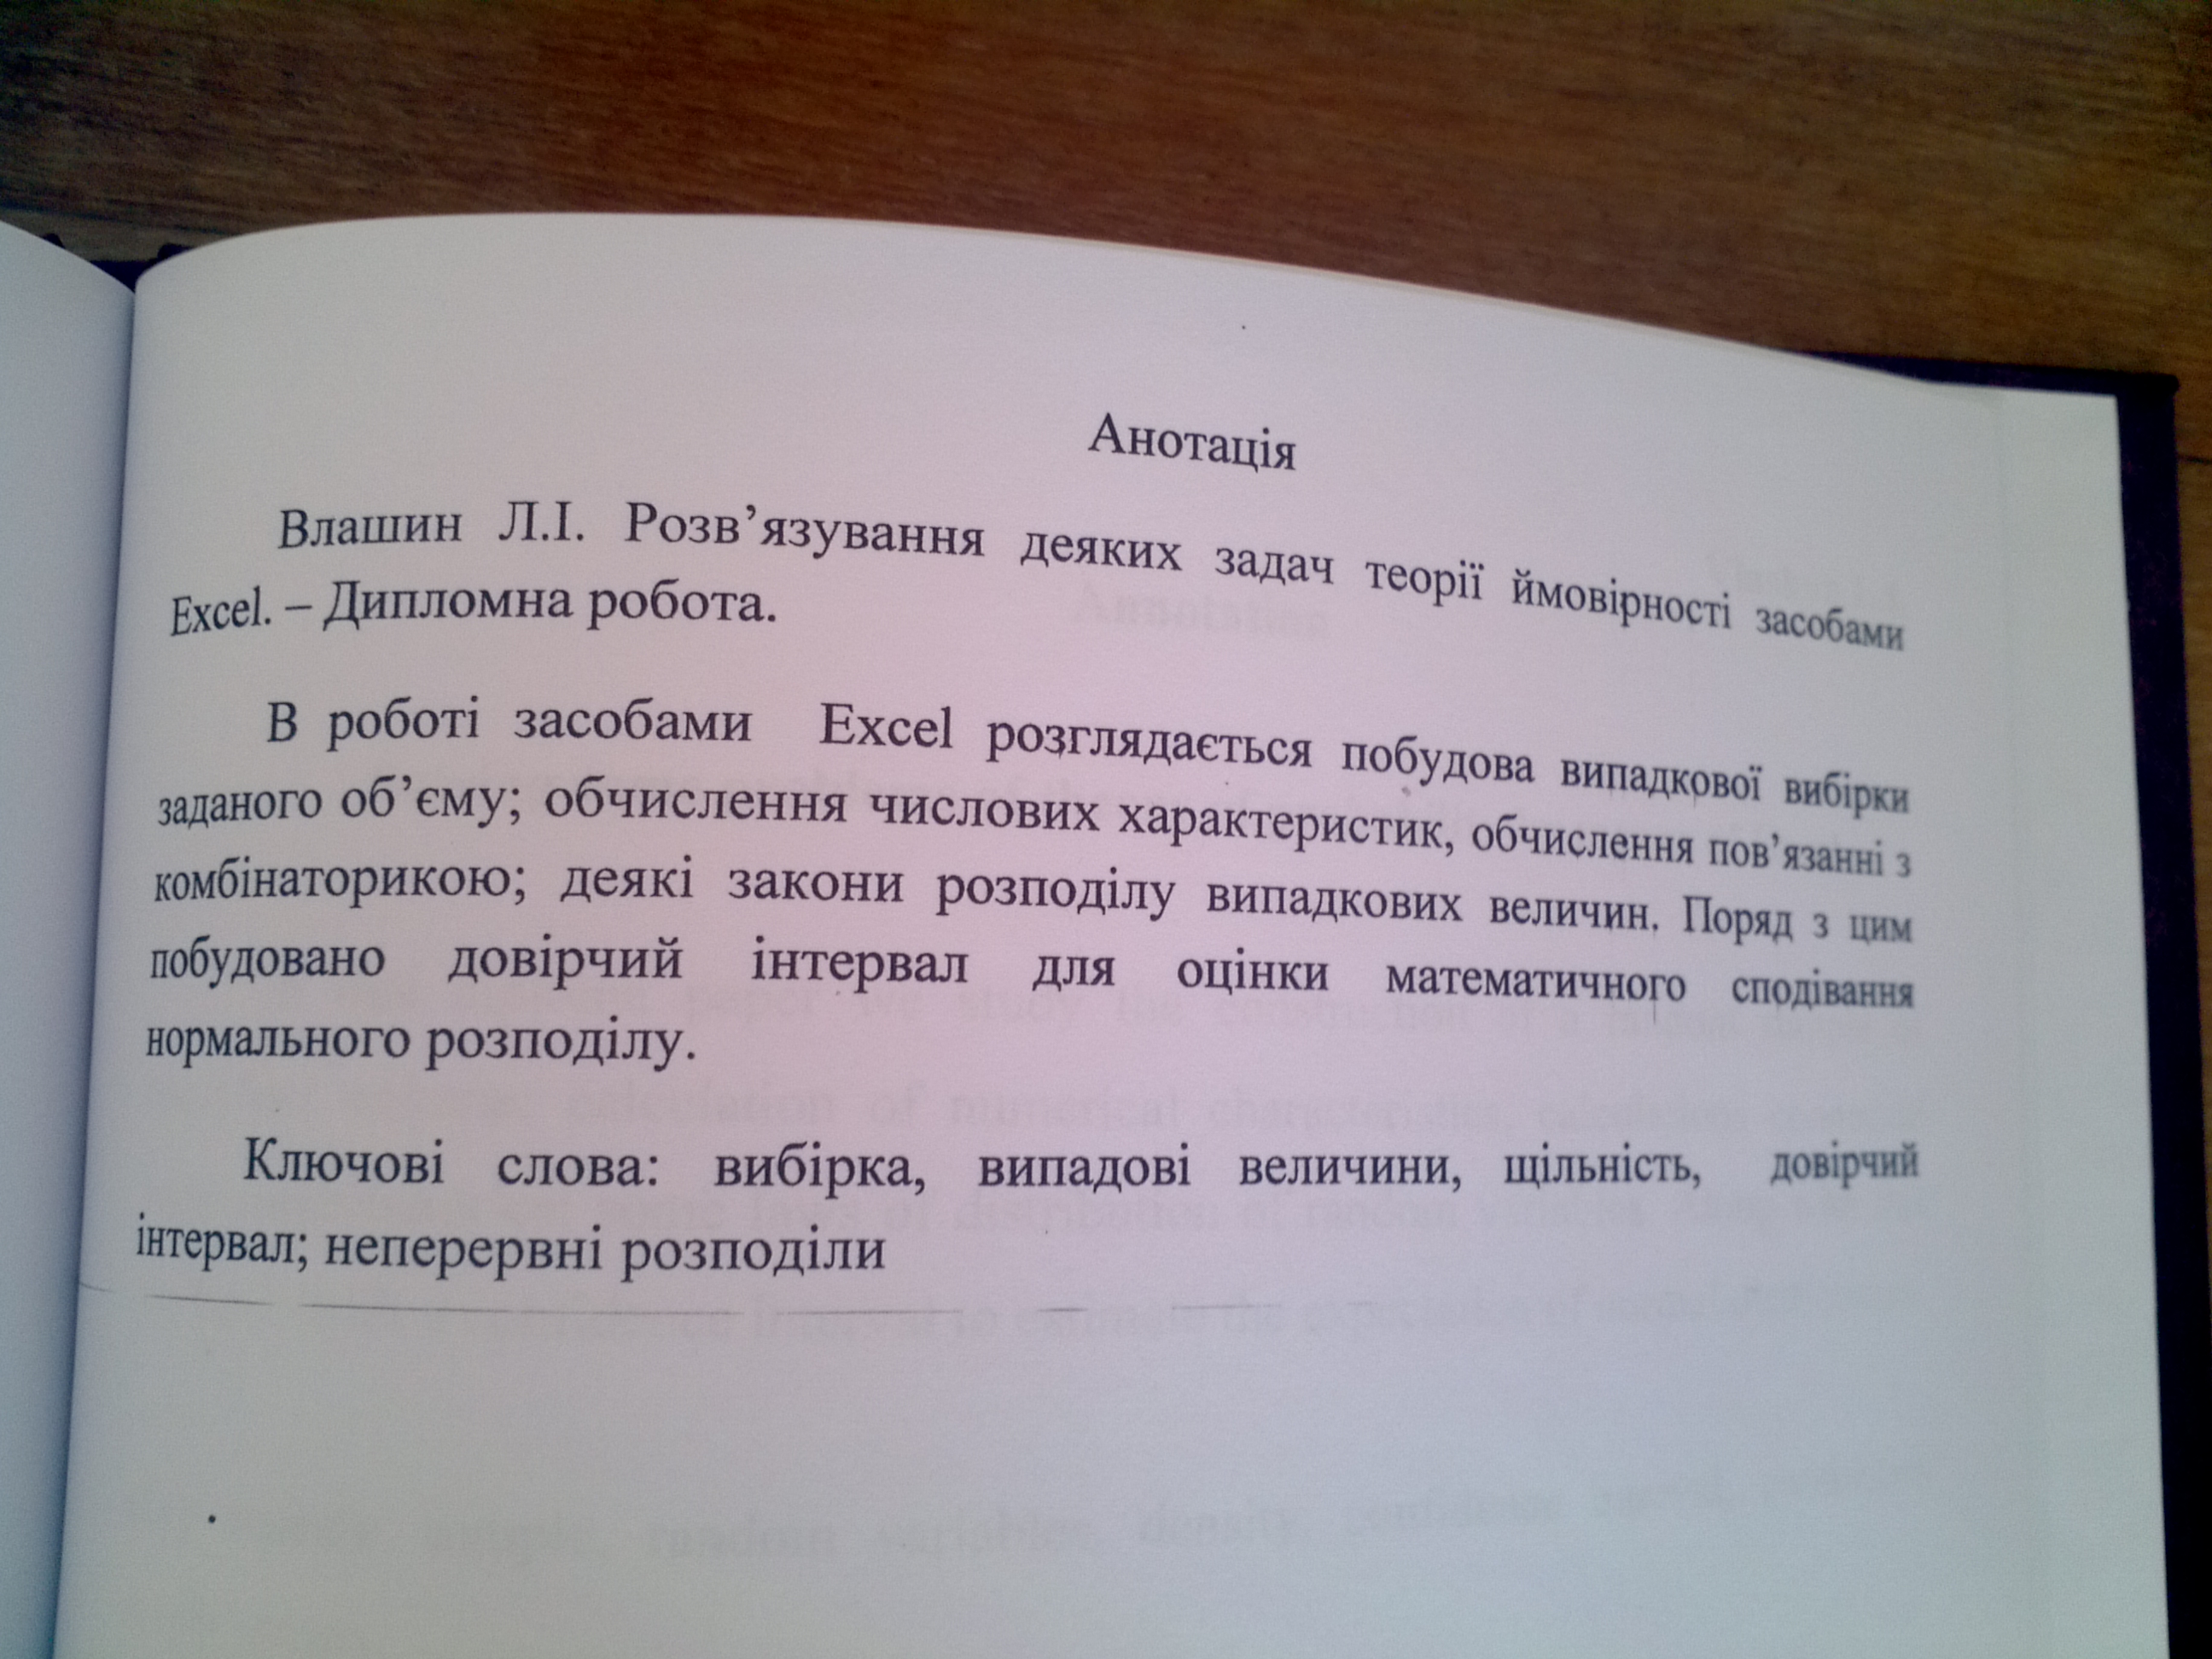 Анотація
Влашин Л.І. Розв’язування деяких задач теорії ймовірності засобами
Excel. – Дипломна робота.
В роботі засобами Excel розглядається побудова випадкової вибірки
заданого об’єму; обчислення числових характеристик, обчислення пов’язанні з
комбінаторикою; деякі закони розподілу випадкових величин. Поряд з цим
побудовано довірчий інтервал для оцінки математичного сподівання
нормального розподілу.
Ключові слова: вибірка, випадові величини, щільність, довірчий
інтервал; неперервні розподіли